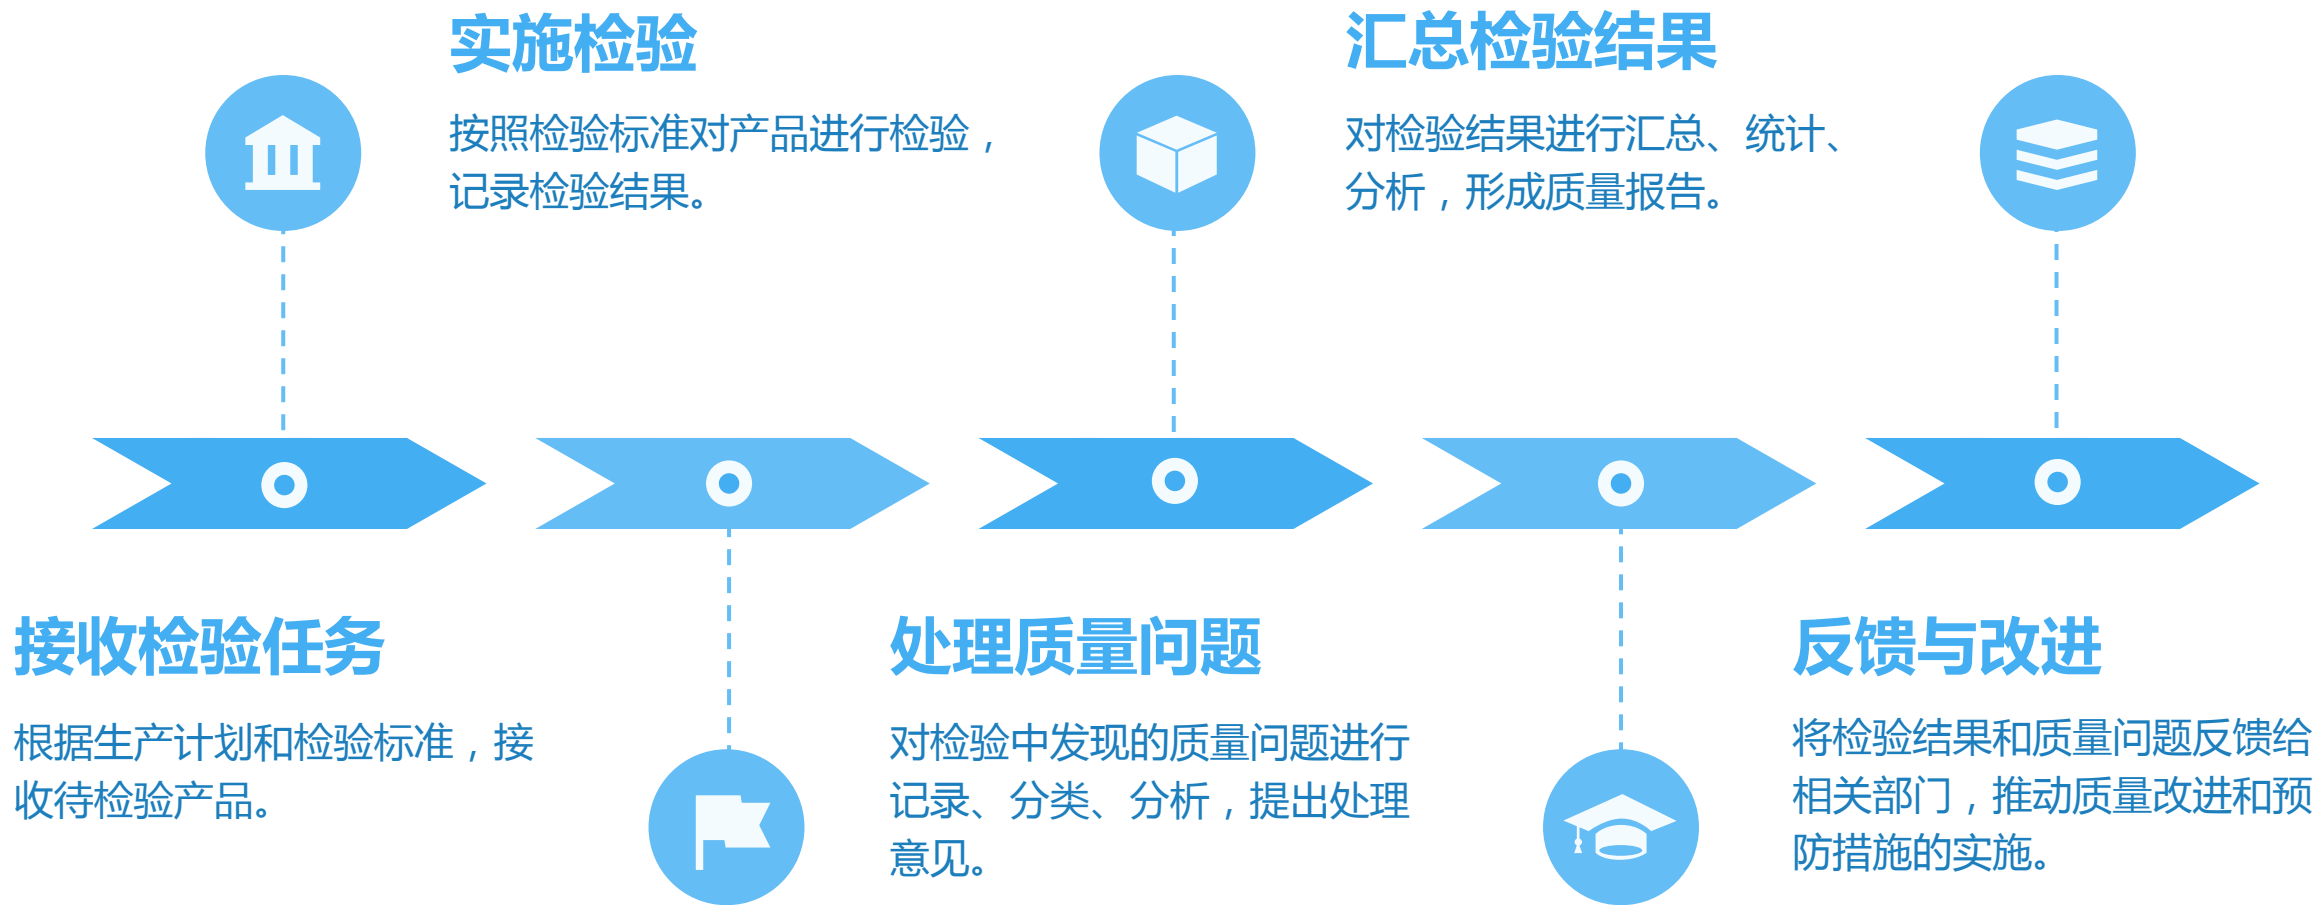 接收检验任务
根据生产计划和检验标准，接
收待检验产品。
实施检验
按照检验标准对产品进行检验，
记录检验结果。
处理质量问题
对检验中发现的质量问题进行
记录、分类、分析，提出处理
意见。
汇总检验结果
对检验结果进行汇总、统计、
分析，形成质量报告。
反馈与改进
将检验结果和质量问题反馈给
相关部门，推动质量改进和预
防措施的实施。